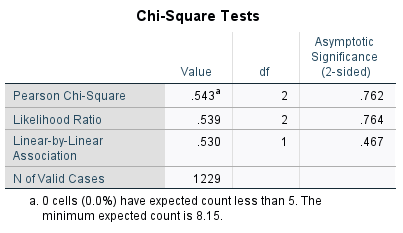 Chi-Square Tests
Asymptotic
Significance
(2-sided)
Value df
Pearson Chi-Square .543a 2 .762
Likelihood Ratio .539 2 .764
Linear-by-Linear
Association .530 1 .467
N of Valid Cases 1229
a. 0 cells (0.0%) have expected count less than 5. The
minimum expected count is 8.15.